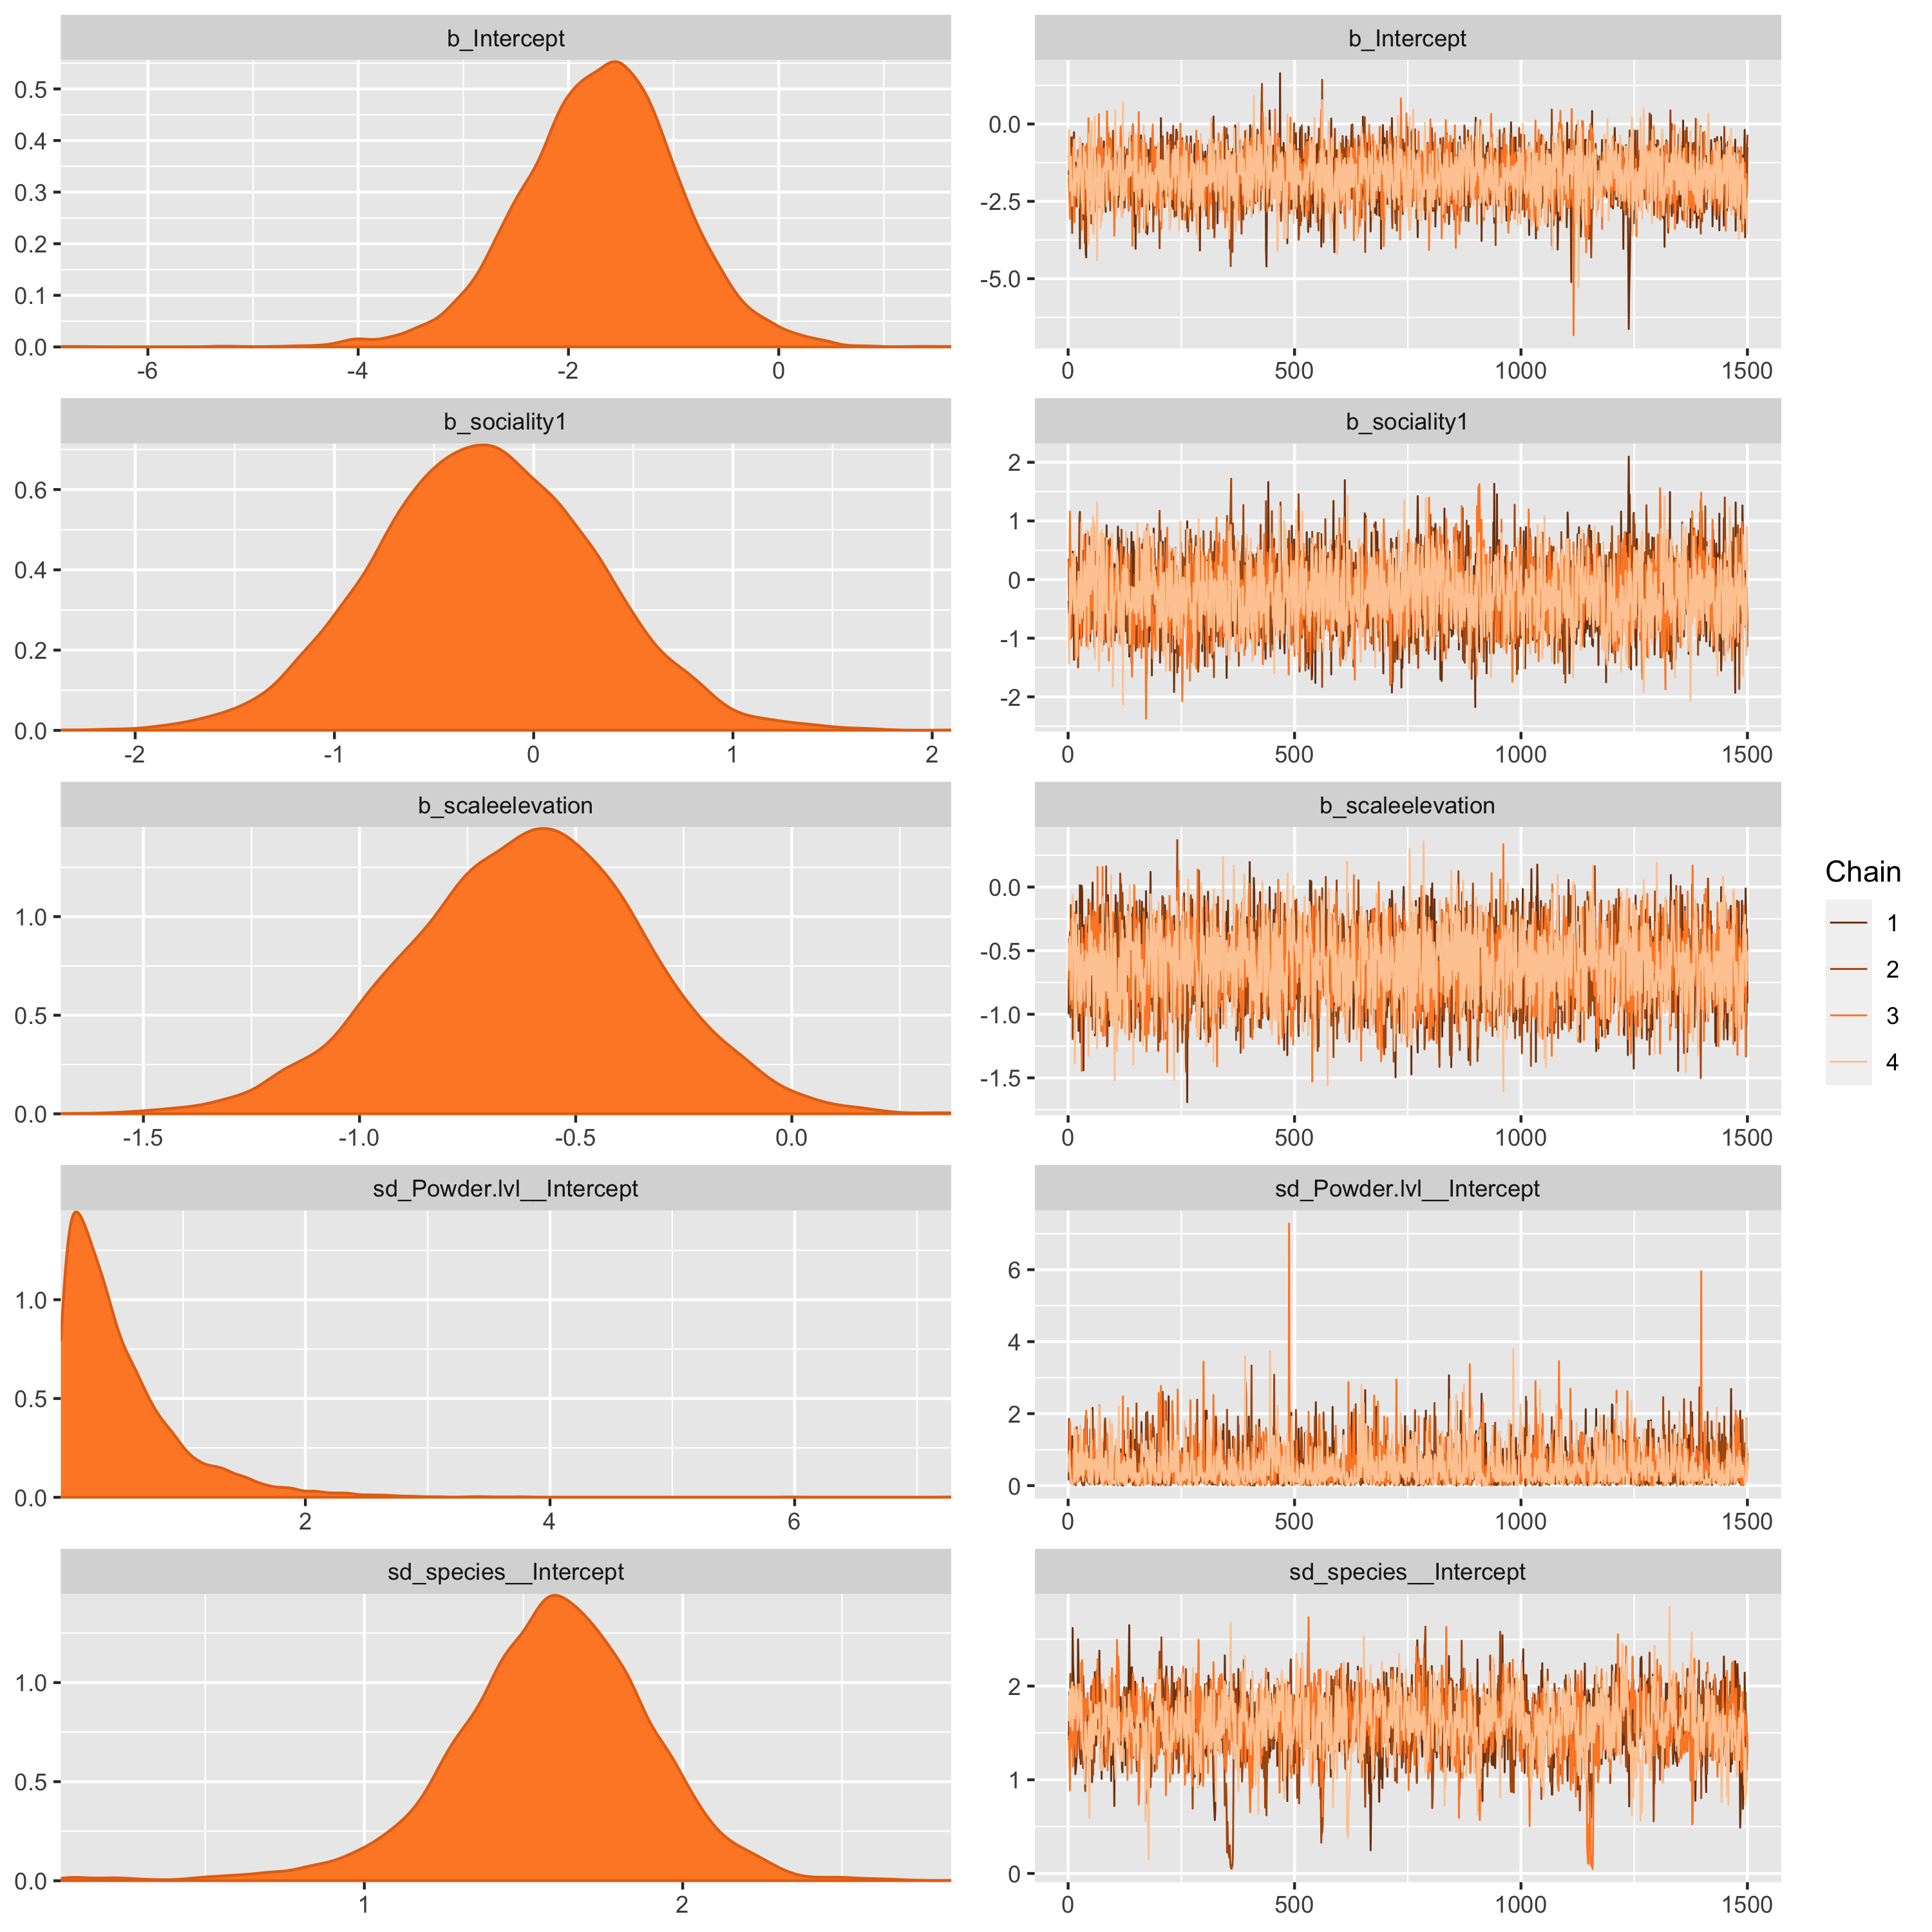 b_Intercept
0.5
0.4
0.3
0.2
0.1
0.0
-6 -4 -2 0
b_Intercept
0.0
-2.5
-5.0
0 500 1000 1500
b_sociality1
0.6
0.4
0.2
0.0
-2 -1 0 1 2
b_sociality1
2
1
0
-1
-2
0 500 1000 1500
b_scaleelevation
1.0
0.5
0.0
-1.5 -1.0 -0.5 0.0
b_scaleelevation
0.0
-0.5
-1.0
-1.5
0 500 1000 1500
sd_Powder.lvl__Intercept
1.0
0.5
0.0
2 4 6
sd_Powder.lvl__Intercept
6
4
2
0
0 500 1000 1500
sd_species__Intercept
1.0
0.5
0.0
1 2
sd_species__Intercept
2
1
0
0 500 1000 1500
Chain
1
2
3
4